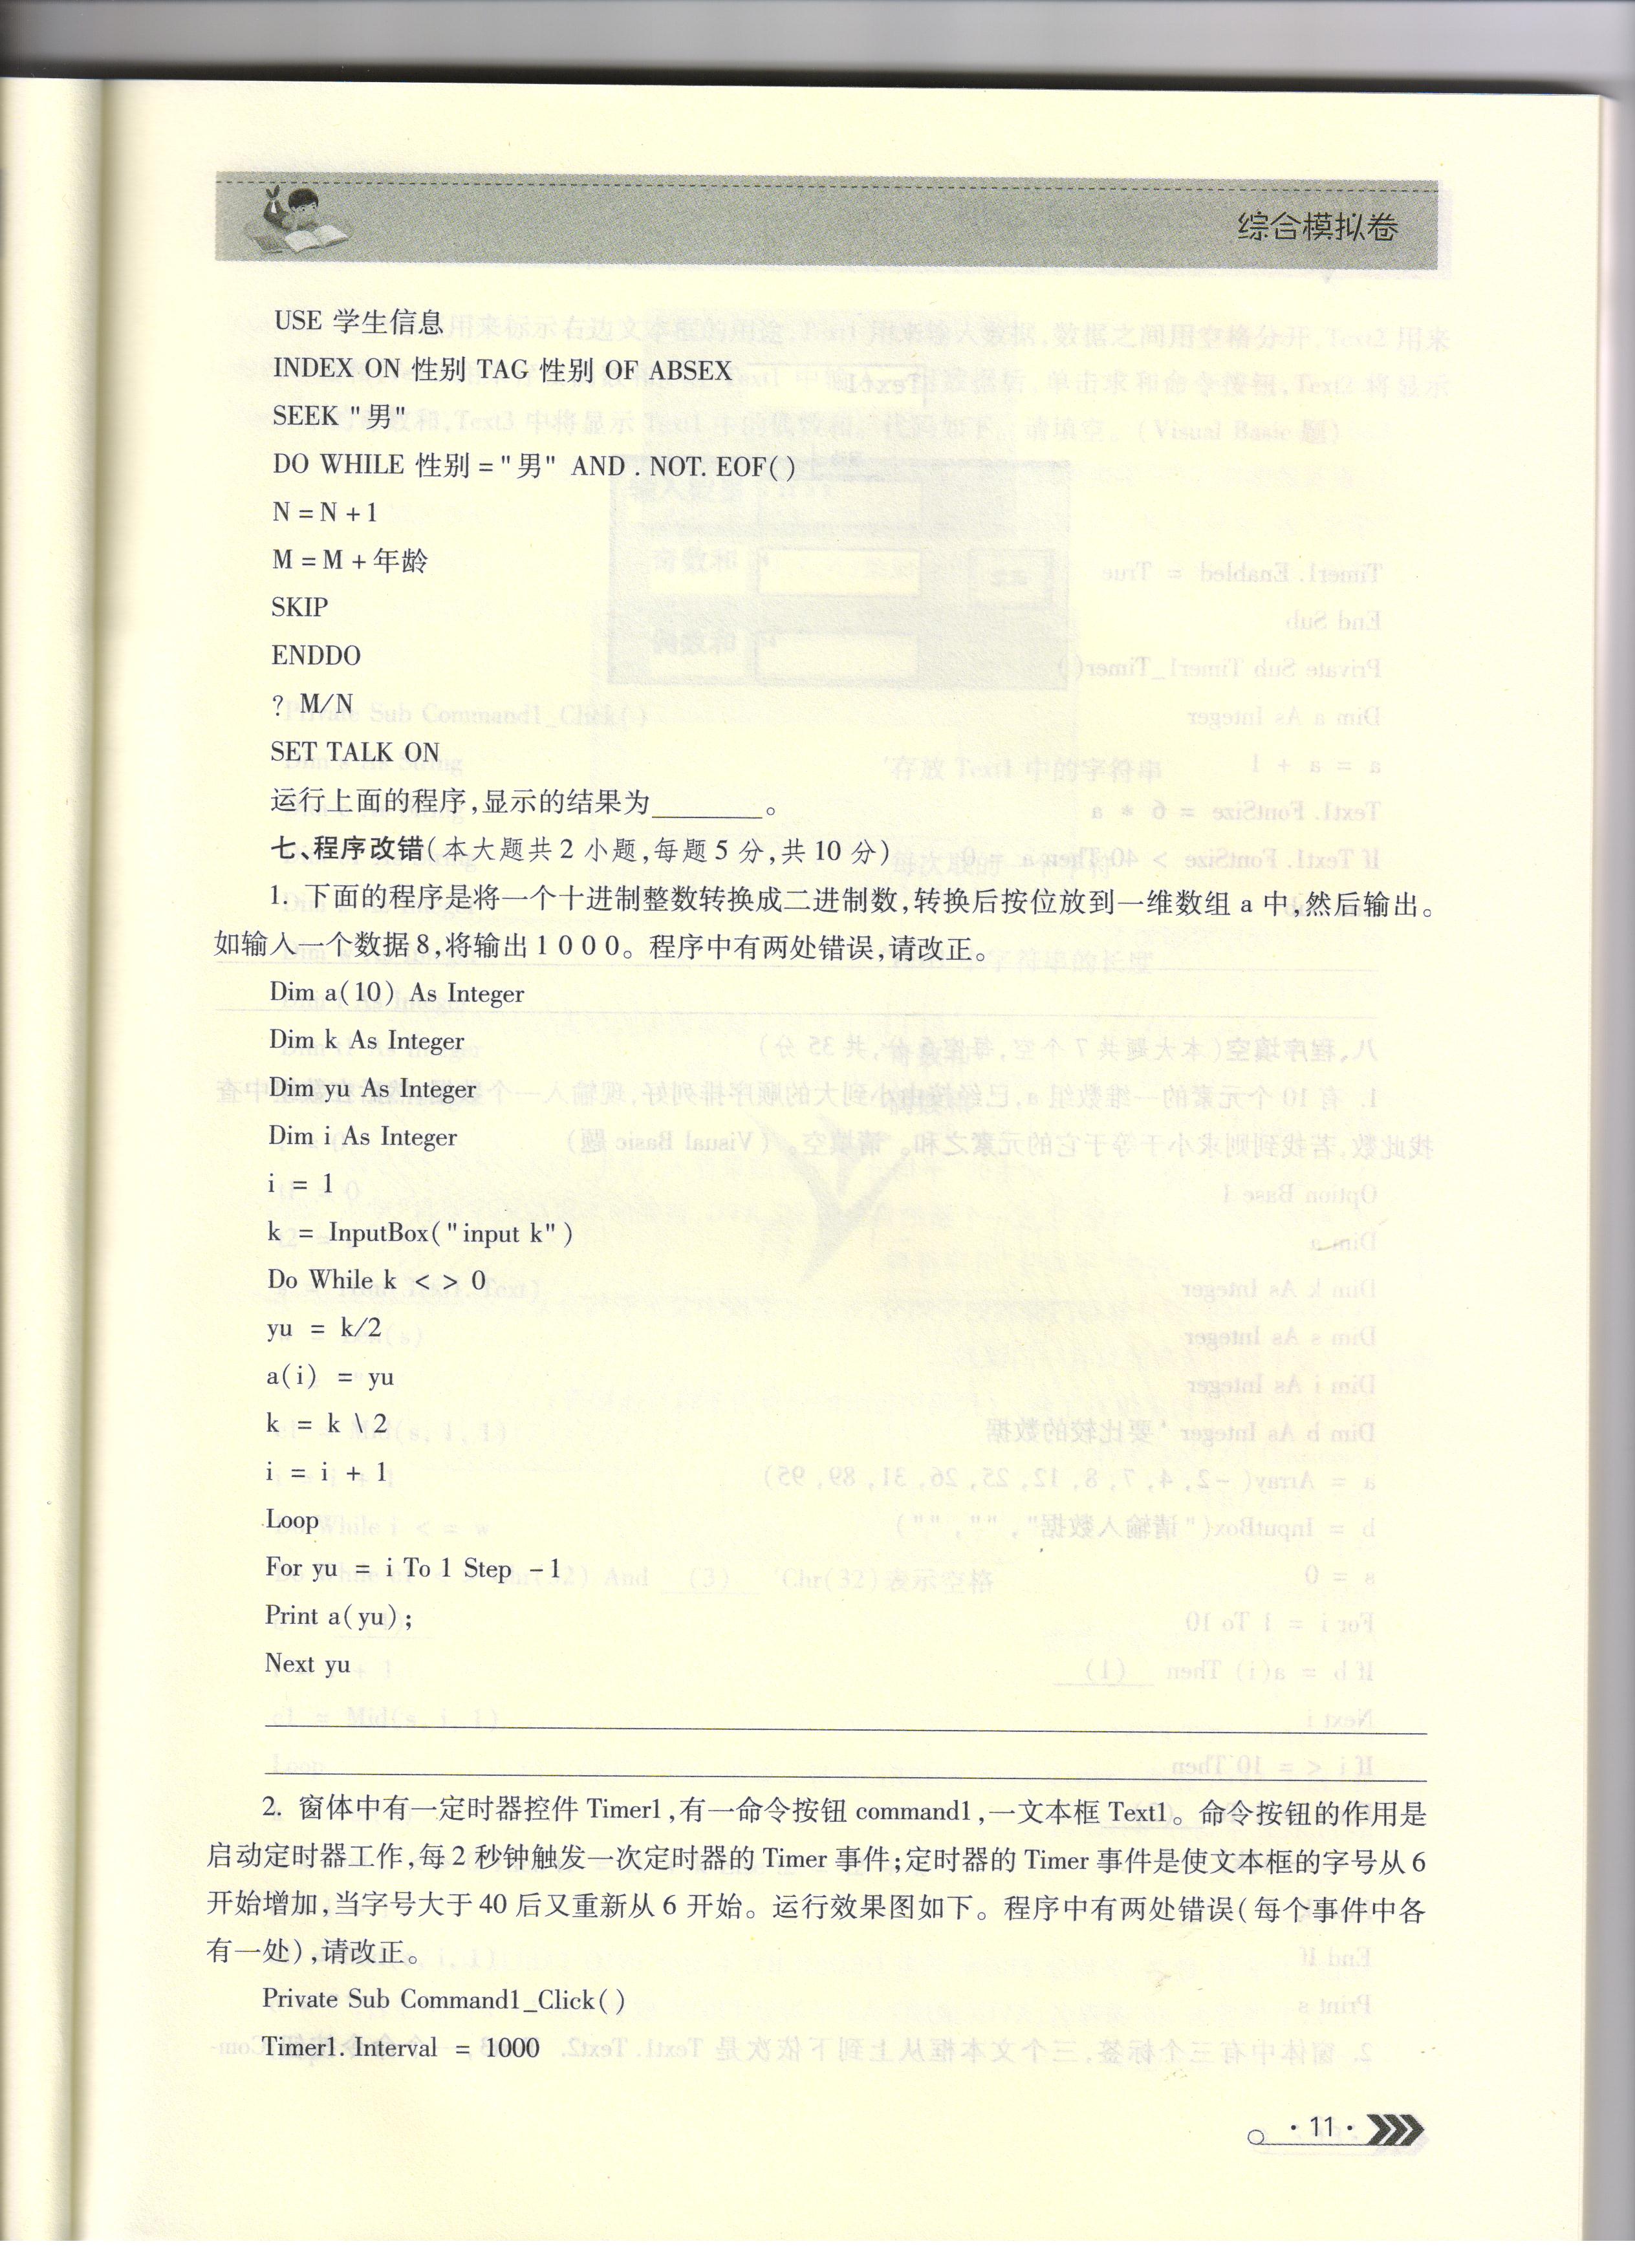 综合模拟卷
USE 学生信息
INDEX ON 性别 TAG 性别 OF ABSEX
SEEK "男"
DO WHILE 性别 = "男" AND . NOT. EOF( )
N = N + 1
M = M + 年龄
SKIP
ENDDO
? M/N
SET TALK ON
运行上面的程序,显示的结果为________。
七、程序改错(本大题共 2 小题,每题 5 分,共 10 分)
1. 下面的程序是将一个十进制整数转换成二进制数,转换后按位放到一维数组 a 中,然后输出。
如输入一个数据 8,将输出 1 0 0 0。程序中有两处错误,请改正。
Dim a(10) As Integer
Dim k As Integer
Dim yu As Integer
Dim i As Integer
i = 1
k = InputBox("input k")
Do While k < > 0
yu = k/2
a(i) = yu
k = k \ 2
i = i + 1
Loop
For yu = i To 1 Step -1
Print a(yu);
Next yu
2. 窗体中有一定时器控件 Timer1,有一命令按钮 command1,一文本框 Text1。命令按钮的作用是
启动定时器工作,每 2 秒钟触发一次定时器的 Timer 事件;定时器的 Timer 事件是使文本框的字号从 6
开始增加,当字号大于 40 后又重新从 6 开始。运行效果图如下。程序中有两处错误(每个事件中各
有一处),请改正。
Private Sub Command1_Click( )
Timer1. Interval = 1000
· 11 ·